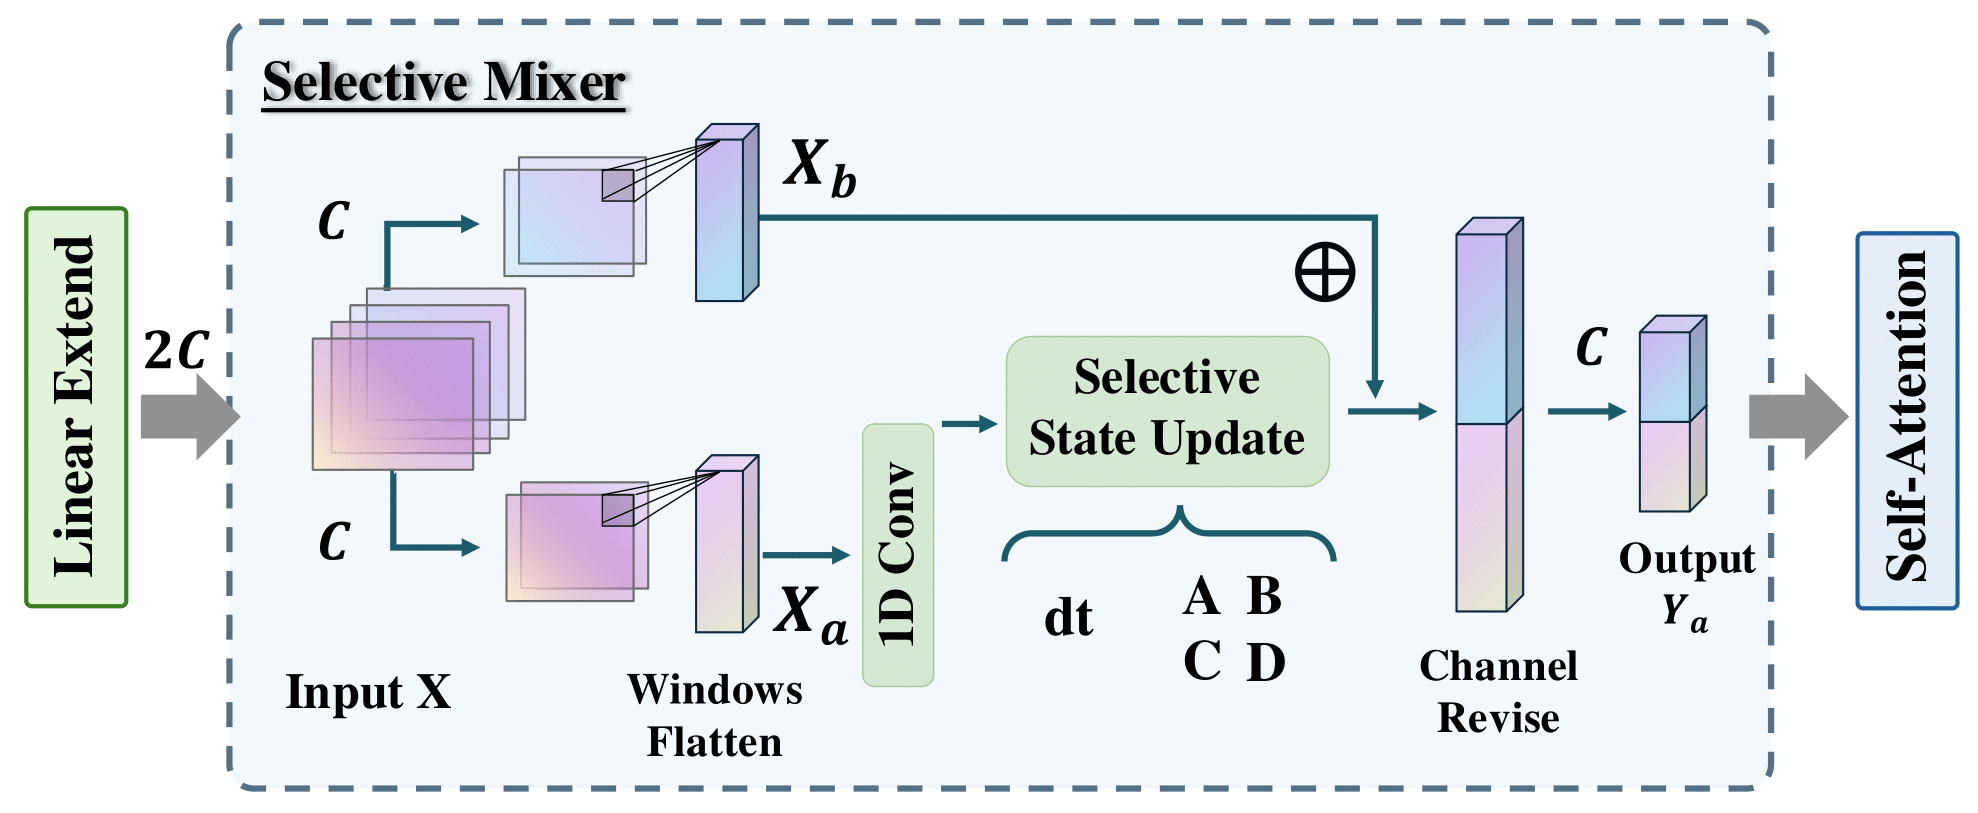 Selective Mixer
Linear Extend
2C
C
C
Input X
X_b
X_a
Windows
Flatten
1D Conv
Selective
State Update
dt
A B
C D
⊕
Channel
Revise
C
Output
Y_a
Self-Attention